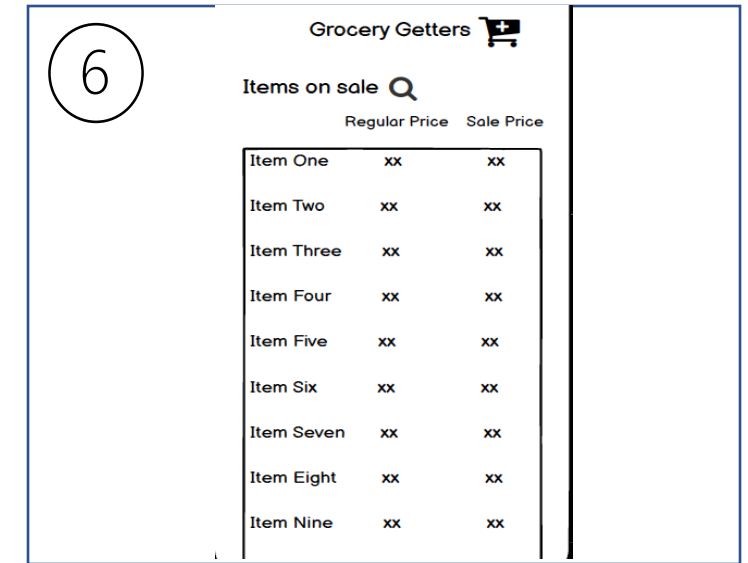 6
Grocery Getters
Items on sale
Regular Price Sale Price
Item One xx xx
Item Two xx xx
Item Three xx xx
Item Four xx xx
Item Five xx xx
Item Six xx xx
Item Seven xx xx
Item Eight xx xx
Item Nine xx xx